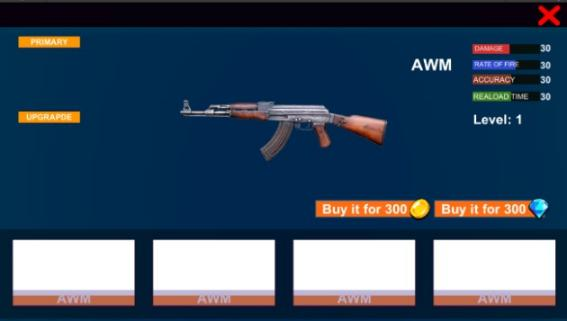 PRIMARY
UPGRAPDE
AWM
DAMAGE 30
RATE OF FIRE 30
ACCURACY 30
REALOAD TIME 30
Level: 1
Buy it for 300
Buy it for 300
AWM
AWM
AWM
AWM